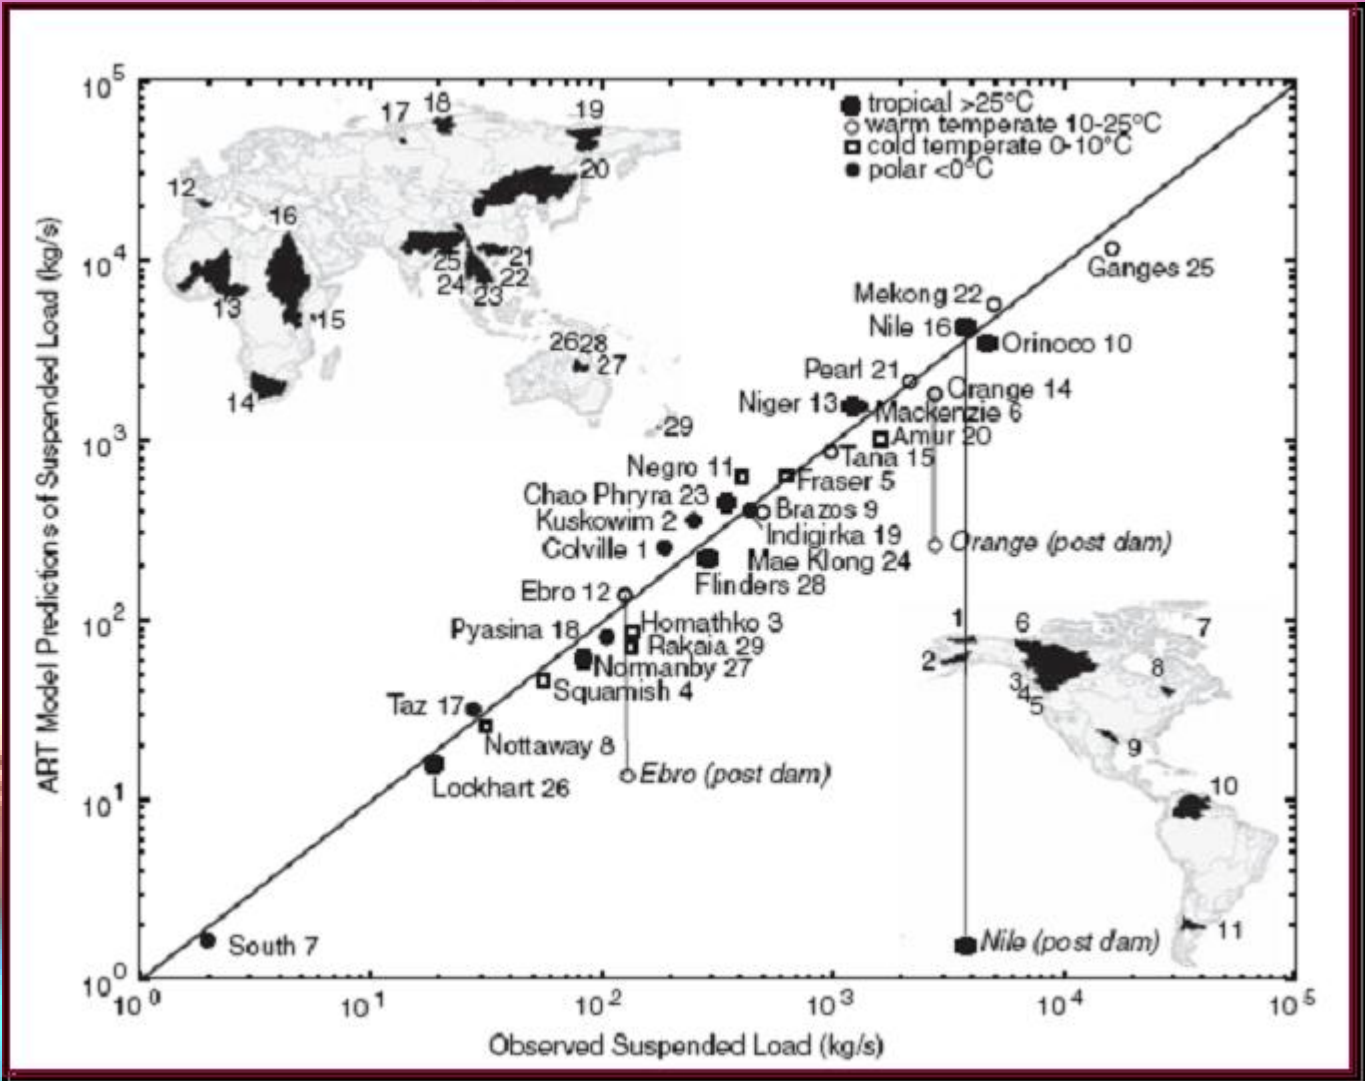 ART Model Predictions of Suspended Load (kg/s)
10^5
10^4
10^3
10^2
10^1
10^0
tropical >25°C
warm temperate 10-25°C
cold temperate 0-10°C
polar <0°C
17
18
19
20
12
16
21
25
22
24
23
13
15
26
28
27
14
29
Ganges 25
Mekong 22
Nile 16
Orinoco 10
Pearl 21
Orange 14
Niger 13
Mackenzie 6
Amur 20
Tana 15
Negro 11
Fraser 5
Chao Phryra 23
Brazos 9
Kuskowim 2
Indigirka 19
Orange (post dam)
Colville 1
Mae Klong 24
Flinders 28
Ebro 12
Homathko 3
Pyasina 18
Rakaia 29
Normanby 27
Squamish 4
Taz 17
Nottaway 8
Ebro (post dam)
Lockhart 26
South 7
Nile (post dam)
1
6
7
2
8
3
4
5
9
10
11
10^0
10^1
10^2
10^3
10^4
10^5
Observed Suspended Load (kg/s)